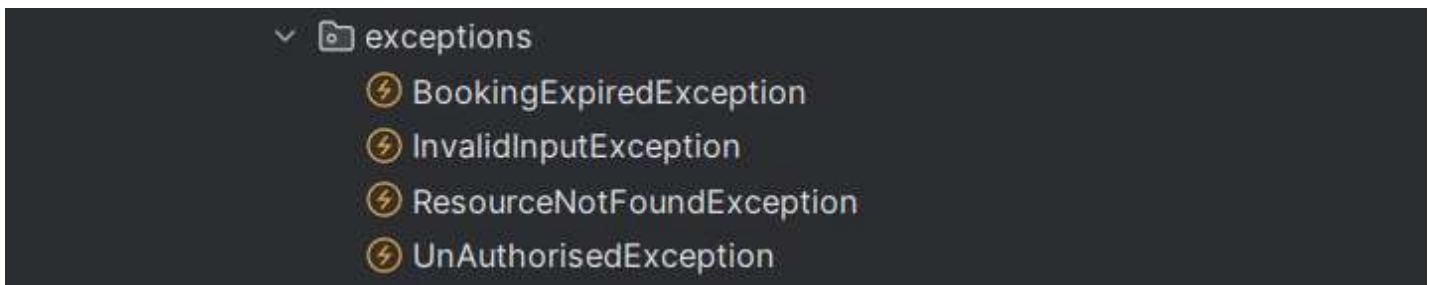 exceptions
BookingExpiredException
InvalidInputException
ResourceNotFoundException
UnAuthorisedException